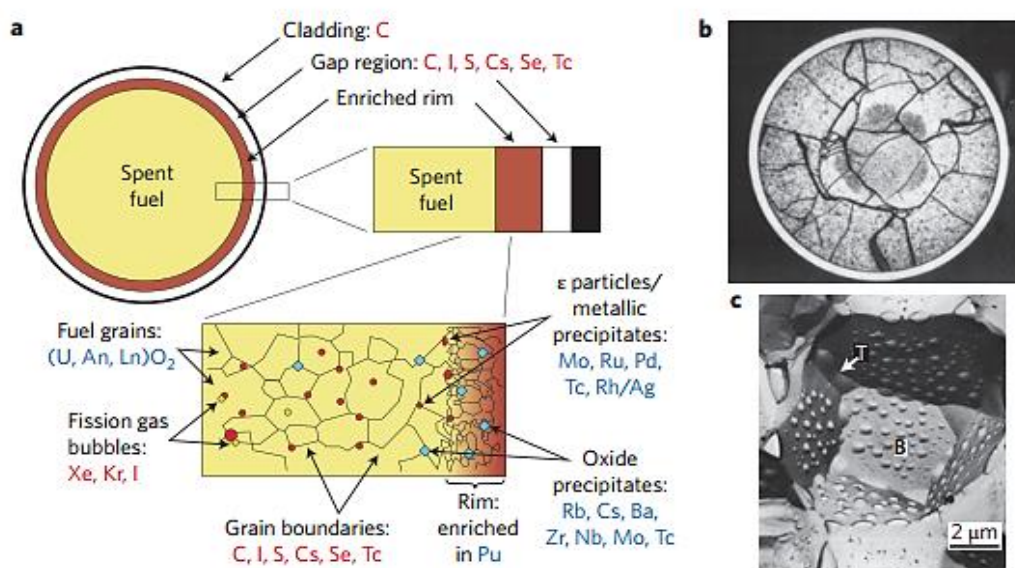 a
Cladding: C
Gap region: C, I, S, Cs, Se, Tc
Enriched rim
Spent
fuel
Spent
fuel
Fuel grains:
(U, An, Ln)O₂
Fission gas
bubbles:
Xe, Kr, I
Grain boundaries:
C, I, S, Cs, Se, Tc
Rim:
enriched
in Pu
ε particles/
metallic
precipitates:
Mo, Ru, Pd,
Tc, Rh/Ag
Oxide
precipitates:
Rb, Cs, Ba,
Zr, Nb, Mo, Tc
b
c
T
B
2 μm